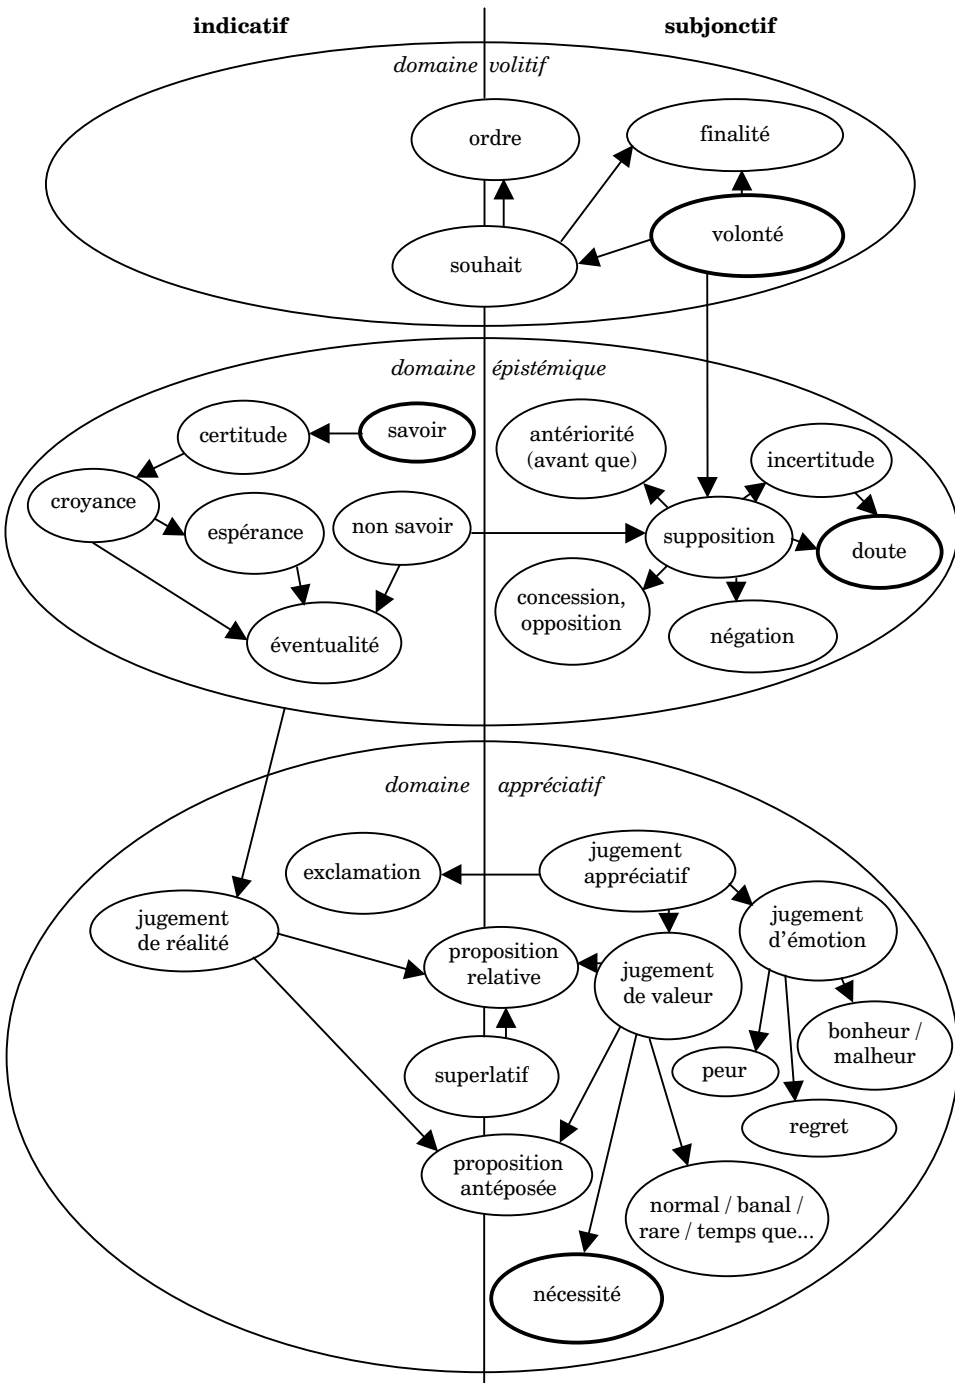 indicatif
subjonctif
domaine volitif
ordre
finalité
volonté
souhait
domaine épistémique
savoir
certitude
antériorité
(avant que)
incertitude
croyance
espérance
non savoir
supposition
doute
concession,
opposition
négation
éventualité
domaine appréciatif
exclamation
jugement
appréciatif
jugement
de réalité
jugement
d'émotion
proposition
relative
jugement
de valeur
bonheur /
malheur
peur
superlatif
regret
proposition
antéposée
normal / banal /
rare / temps que...
nécessité